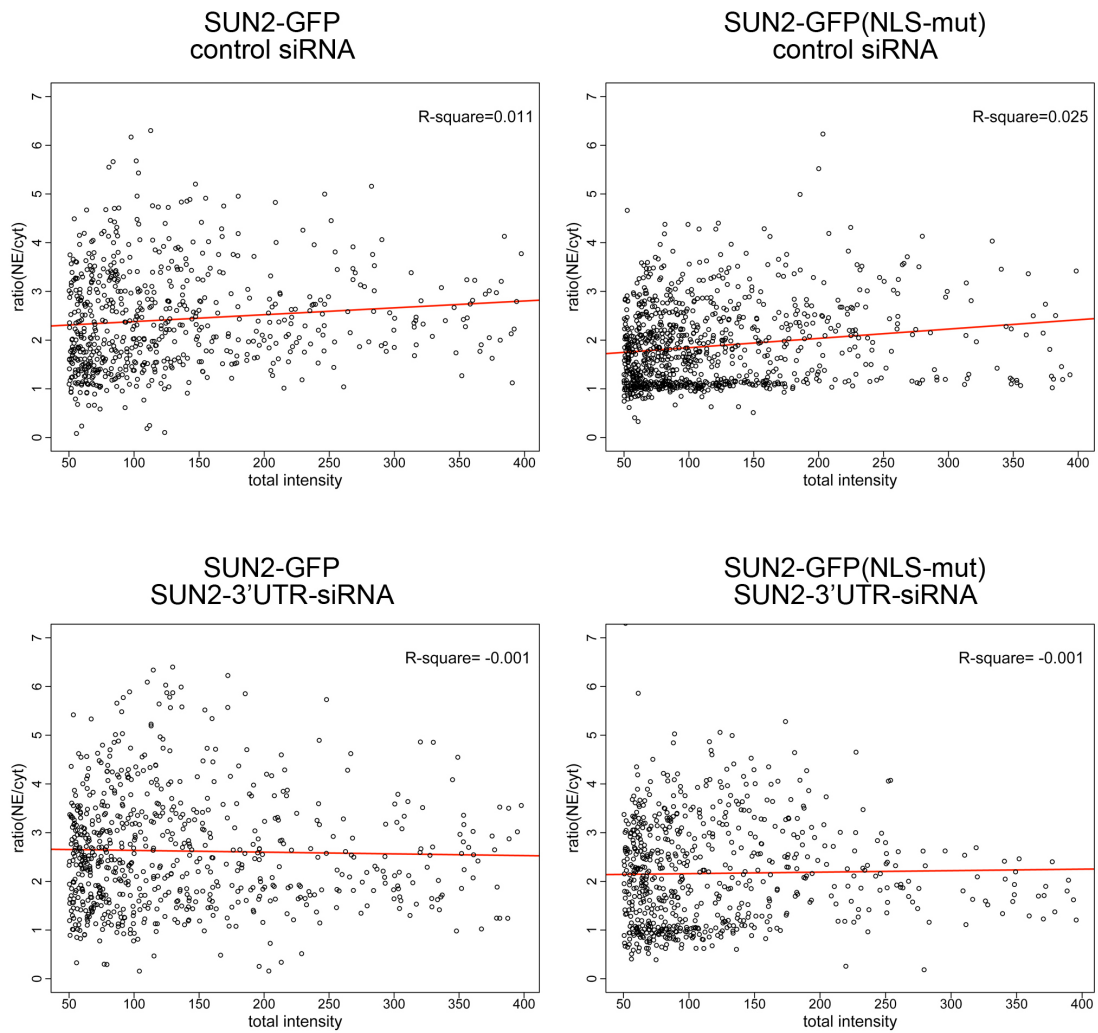 SUN2-GFP
control siRNA
R-square=0.011
ratio(NE/cyt)
0 1 2 3 4 5 6 7
50 100 150 200 250 300 350 400
total intensity
SUN2-GFP(NLS-mut)
control siRNA
R-square=0.025
ratio(NE/cyt)
0 1 2 3 4 5 6 7
50 100 150 200 250 300 350 400
total intensity
SUN2-GFP
SUN2-3’UTR-siRNA
R-square= -0.001
ratio(NE/cyt)
0 1 2 3 4 5 6 7
50 100 150 200 250 300 350 400
total intensity
SUN2-GFP(NLS-mut)
SUN2-3’UTR-siRNA
R-square= -0.001
ratio(NE/cyt)
0 1 2 3 4 5 6 7
50 100 150 200 250 300 350 400
total intensity